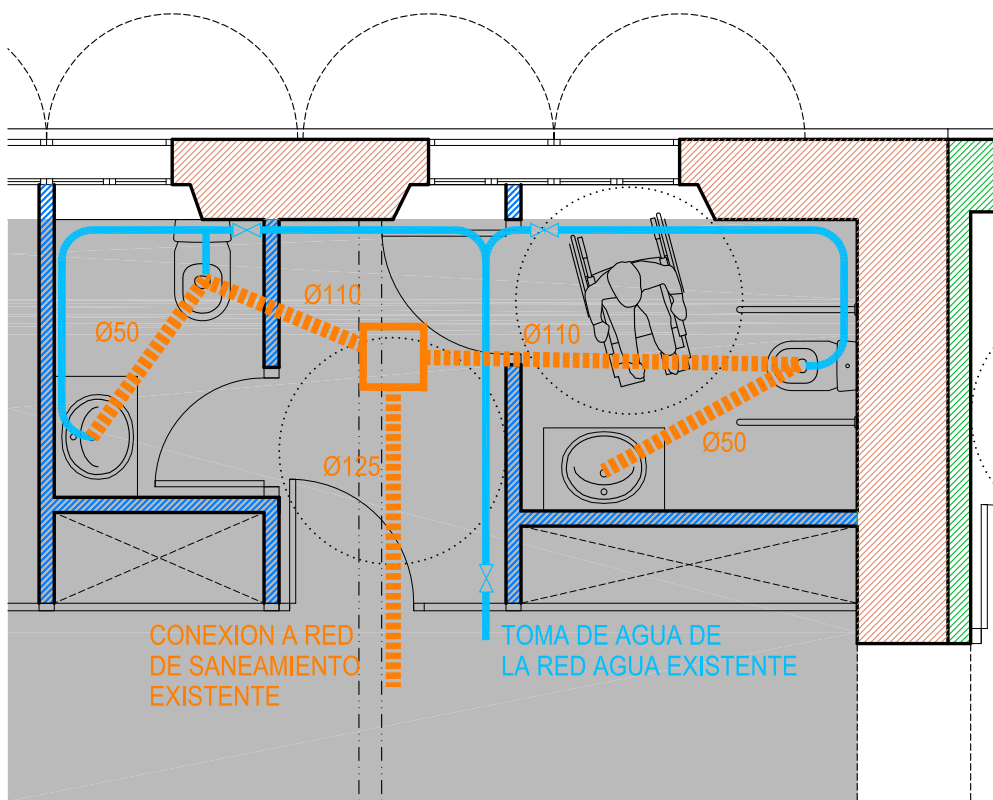 Ø110
Ø50
Ø110
Ø50
Ø125
CONEXION A RED
DE SANEAMIENTO
EXISTENTE
TOMA DE AGUA DE
LA RED AGUA EXISTENTE